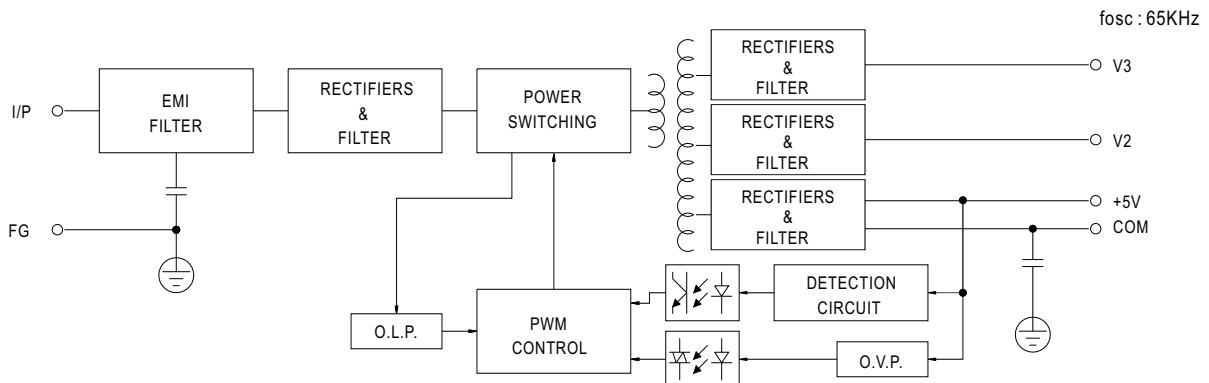 fosc : 65KHz
I/P
EMI
FILTER
RECTIFIERS
&
FILTER
POWER
SWITCHING
RECTIFIERS
&
FILTER
V3
RECTIFIERS
&
FILTER
V2
RECTIFIERS
&
FILTER
+5V
COM
FG
O.L.P.
PWM
CONTROL
DETECTION
CIRCUIT
O.V.P.